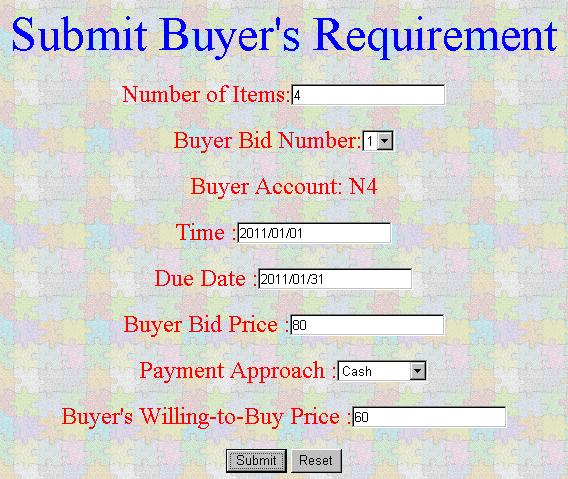 Submit Buyer's Requirement
Number of Items:4
Buyer Bid Number:1
Buyer Account: N4
Time :2011/01/01
Due Date :2011/01/31
Buyer Bid Price :80
Payment Approach :Cash
Buyer's Willing-to-Buy Price :60
Submit Reset